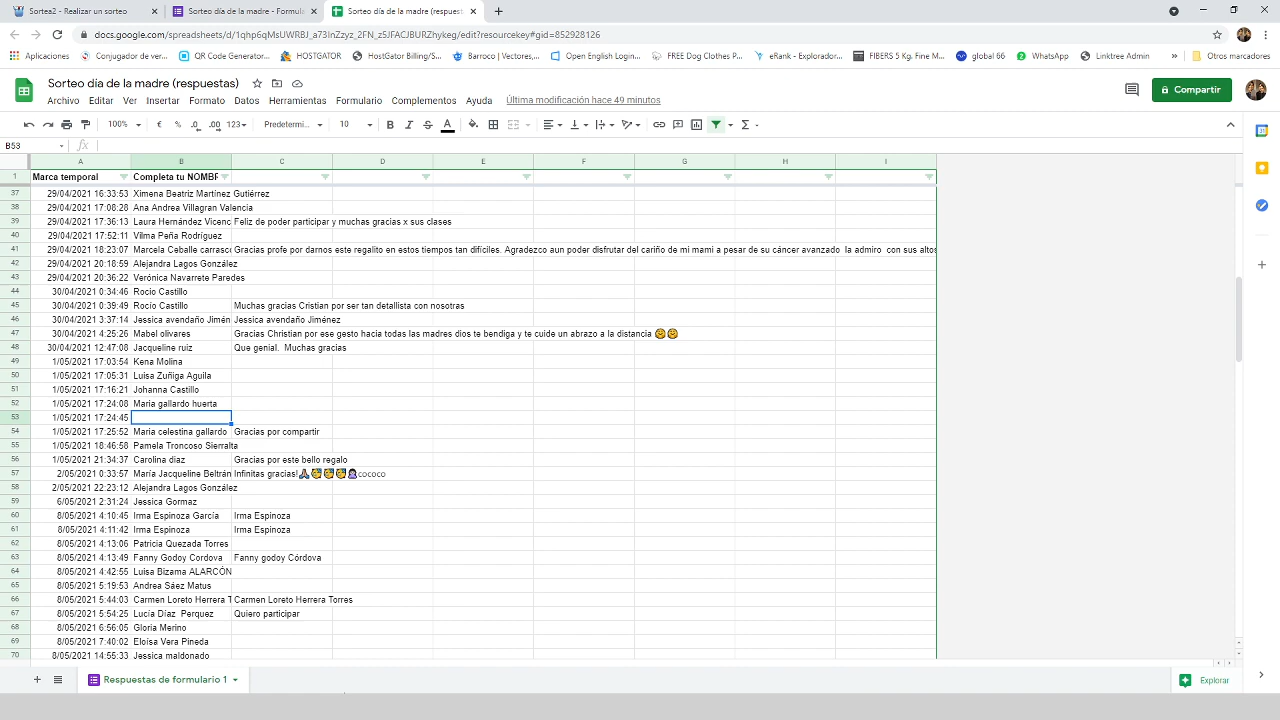 Sortea2 - Realizar un sorteo × Sorteo día de la madre - Formula × Sorteo día de la madre (respuest × +
docs.google.com/spreadsheets/d/1qhp6qMsUWRBJ_a73InZzyz_2FN_z5JFACJBURZhykeg/edit?resourcekey#gid=852928126
Aplicaciones Conjugador de ver... QR Code Generator... HOSTGATOR HostGator Billing/S... Barroco | Vectores,... Open English Login... FREE Dog Clothes P... eRank - Explorador... FIBERS 5 Kg. Fine M... global 66 WhatsApp Linktree Admin » Otros marcadores
Sorteo día de la madre (respuestas)
Archivo Editar Ver Insertar Formato Datos Herramientas Formulario Complementos Ayuda Última modificación hace 49 minutos
Compartir
100% € % .0 .00 123 Predetermi... 10 B I S A Σ
B53 fx
A B C D E F G H I
1 Marca temporal Completa tu NOMBR
37 29/04/2021 16:33:53 Ximena Beatriz Martínez Gutiérrez
38 29/04/2021 17:08:28 Ana Andrea Villagran Valencia
39 29/04/2021 17:36:13 Laura Hernández Vicenc Feliz de poder participar y muchas gracias x sus clases
40 29/04/2021 17:52:11 Vilma Peña Rodríguez
41 29/04/2021 18:23:07 Marcela Caballe carrasco Gracias profe por darnos este regalito en estos tiempos tan difíciles. Agradezco aun poder disfrutar del cariño de mi mami a pesar de su cáncer avanzado la admiro con sus altos
42 29/04/2021 20:18:59 Alejandra Lagos González
43 29/04/2021 20:36:22 Verónica Navarrete Paredes
44 30/04/2021 0:34:46 Rocio Castillo
45 30/04/2021 0:39:49 Rocío Castillo Muchas gracias Cristian por ser tan detallista con nosotras
46 30/04/2021 3:37:14 Jessica avendaño Jimén Jessica avendaño Jiménez
47 30/04/2021 4:25:26 Mabel olivares Gracias Christian por ese gesto hacia todas las madres dios te bendiga y te cuide un abrazo a la distancia 🤗🤗
48 30/04/2021 12:47:08 Jacqueline ruiz Que genial. Muchas gracias
49 1/05/2021 17:03:54 Kena Molina
50 1/05/2021 17:05:31 Luisa Zuñiga Aguila
51 1/05/2021 17:16:21 Johanna Castillo
52 1/05/2021 17:24:08 Maria gallardo huerta
53 1/05/2021 17:24:45
54 1/05/2021 17:25:52 Maria celestina gallardo Gracias por compartir
55 1/05/2021 18:46:58 Pamela Troncoso Sierralta
56 1/05/2021 21:34:37 Carolina diaz Gracias por este bello regalo
57 2/05/2021 0:33:57 María Jacqueline Beltrán Infinitas gracias!🙏🥰🥰🥰 cococo
58 2/05/2021 22:23:12 Alejandra Lagos González
59 6/05/2021 2:31:24 Jessica Gormaz
60 8/05/2021 4:10:45 Irma Espinoza García Irma Espinoza
61 8/05/2021 4:11:42 Irma Espinoza Irma Espinoza
62 8/05/2021 4:13:06 Patricia Quezada Torres
63 8/05/2021 4:13:49 Fanny Godoy Cordova Fanny godoy Córdova
64 8/05/2021 4:42:55 Luisa Bizama ALARCÓN
65 8/05/2021 5:19:53 Andrea Sáez Matus
66 8/05/2021 5:44:03 Carmen Loreto Herrera T Carmen Loreto Herrera Torres
67 8/05/2021 5:54:25 Lucía Díaz Perquez Quiero participar
68 8/05/2021 6:56:05 Gloria Merino
69 8/05/2021 7:40:02 Eloísa Vera Pineda
70 8/05/2021 14:55:33 Jessica maldonado
+ Respuestas de formulario 1 Explorar